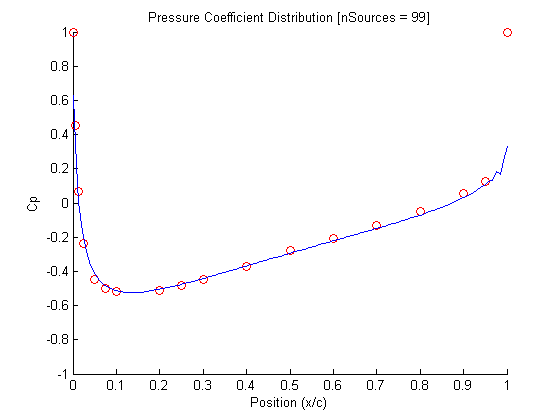 Pressure Coefficient Distribution [nSources = 99]
1
0.8
0.6
0.4
0.2
0
-0.2
-0.4
-0.6
-0.8
-1
Cp
0 0.1 0.2 0.3 0.4 0.5 0.6 0.7 0.8 0.9 1
Position (x/c)